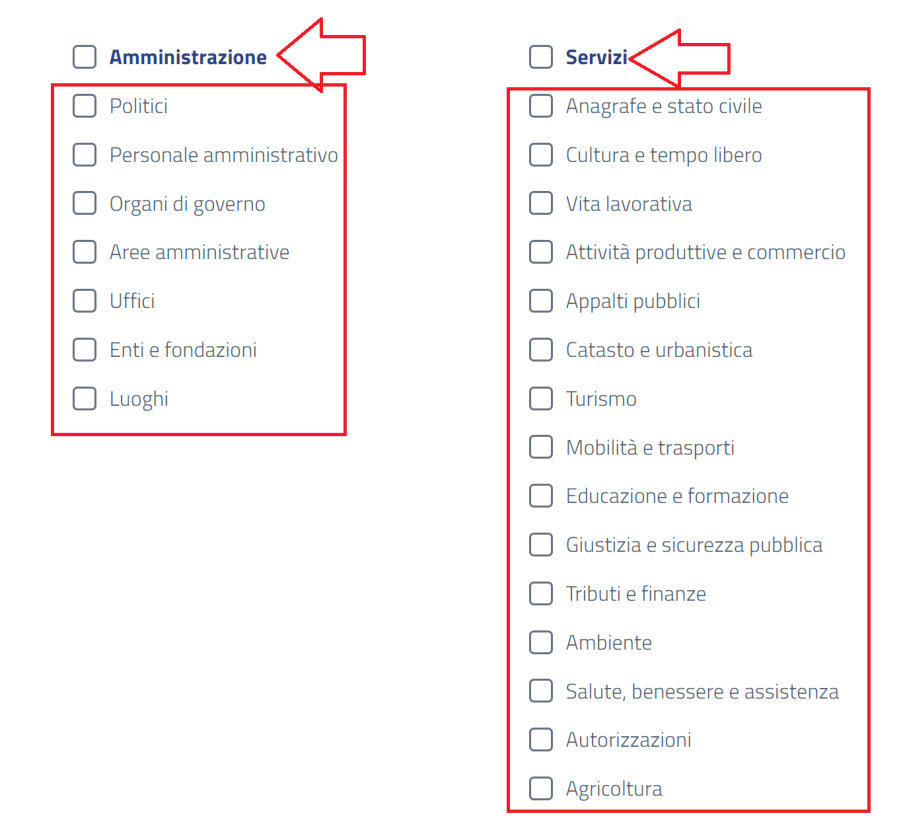 Amministrazione
Politici
Personale amministrativo
Organi di governo
Aree amministrative
Uffici
Enti e fondazioni
Luoghi
Servizi
Anagrafe e stato civile
Cultura e tempo libero
Vita lavorativa
Attività produttive e commercio
Appalti pubblici
Catasto e urbanistica
Turismo
Mobilità e trasporti
Educazione e formazione
Giustizia e sicurezza pubblica
Tributi e finanze
Ambiente
Salute, benessere e assistenza
Autorizzazioni
Agricoltura